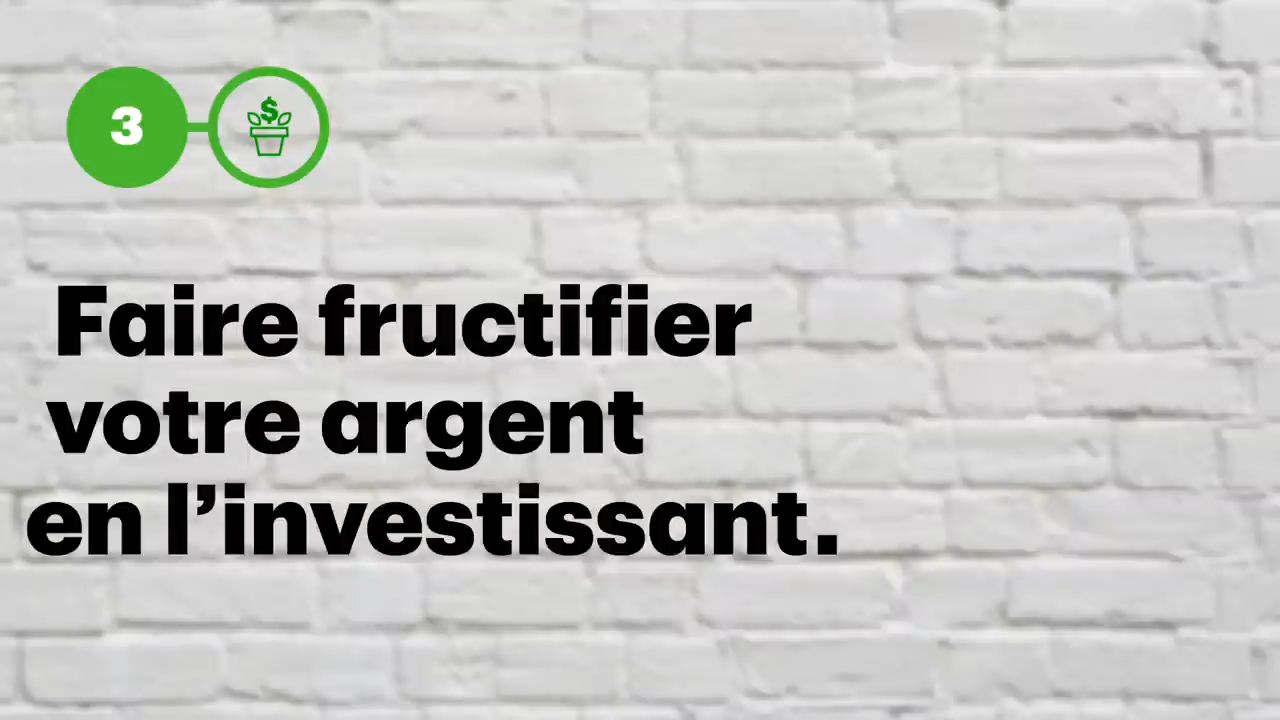 3
$
Faire fructifier
votre argent
en l’investissant.